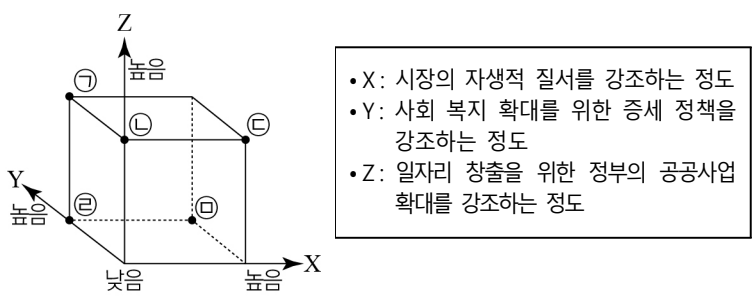 Z
높음
㉠
㉡
㉢
Y
높음
㉣
㉤
X
낮음
높음
• X: 시장의 자생적 질서를 강조하는 정도
• Y: 사회 복지 확대를 위한 증세 정책을
강조하는 정도
• Z: 일자리 창출을 위한 정부의 공공사업
확대를 강조하는 정도